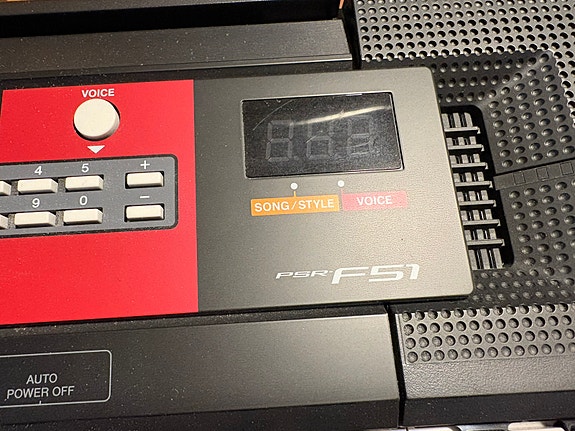 VOICE
4 5 +
9 0 −
SONG/STYLE VOICE
PSR-F51
AUTO
POWER OFF